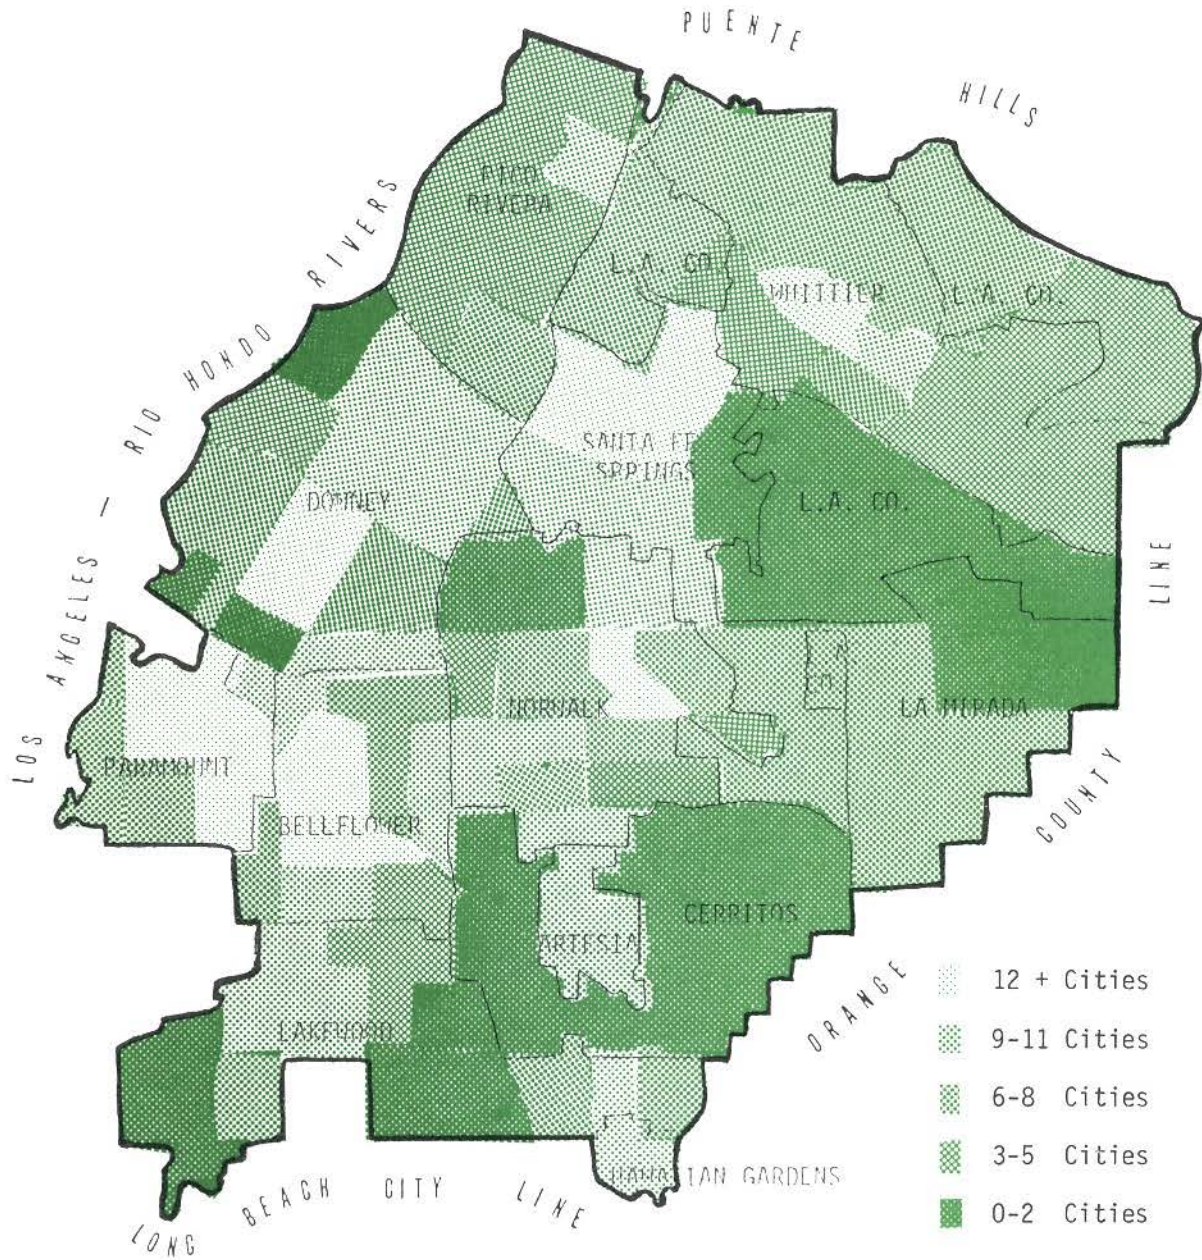 PUENTE HILLS
LOS ANGELES — RIO HONDO RIVERS
PICO
RIVERA
L.A. CO.
WHITTIER
L.A. CO.
SANTA FE
SPRINGS
DOWNEY
L.A. CO.
LINE
NORWALK
L.A.
LA MIRADA
PARAMOUNT
BELLFLOWER
COUNTY
CERRITOS
ARTESIA
ORANGE
LAKEWOOD
HAWAIIAN GARDENS
LONG BEACH CITY LINE
12 + Cities
9-11 Cities
6-8 Cities
3-5 Cities
0-2 Cities